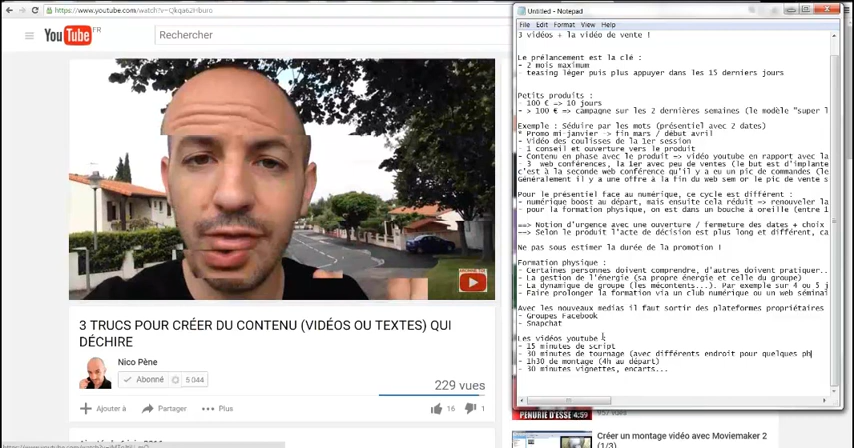 https://www.youtube.com/watch?v=Qkqa62Hburo
YouTube FR
Rechercher
3 TRUCS POUR CRÉER DU CONTENU (VIDÉOS OU TEXTES) QUI
DÉCHIRE
Nico Pène
Abonné
5 044
229 vues
Ajouter à
Partager
Plus
16
1
Untitled - Notepad
File Edit Format View Help
3 vidéos + la vidéo de vente !
Le prélancement est la clé :
- 2 mois maximum
- teasing léger puis plus appuyer dans les 15 derniers jours
Petits produits :
- 100 € => 10 jours
- > 100 € => campagne sur les 2 dernières semaines (le modèle "super l
Exemple : Séduire par les mots (présentiel avec 2 dates)
* Promo mi-janvier -> fin mars / début avril
- Vidéo des coulisses de la 1er session
- 1 conseil et ouverture vers le produit
- Contenu en phase avec le produit => vidéo youtube en rapport avec la
- 3 web conférences, la 1er avec peu de ventes (le but est d'implante
c'est à la seconde web conférence qu'il y a eu un pic de commandes (
Généralement il y a une offre à la fin du web sem or le pic de vente s
Pour le présentiel face au numérique, ce cycle est différent :
- numérique boost au départ, mais ensuite cela réduit => renouveler la
- pour la formation physique, on est dans un bouche à oreille (entre 1
==> Notion d'urgence avec une ouverture / fermeture des dates + choix
==> Selon le produit l'acte de décision est plus long et différent, ca
Ne pas sous estimer la durée de la promotion !
Formation physique :
- Certaines personnes doivent comprendre, d'autres doivent pratiquer..
- La gestion de l'énergie (sa propre énergie et celle du groupe)
- La dynamique de groupe (les mécontents...). Par exemple sur 4 ou 5 j
- Faire prolonger la formation via un club numérique ou un web séminai
Avec les nouveaux medias il faut sortir des plateformes propriétaires
- Groupes Facebook
- Snapchat
Les vidéos youtube
- 15 minutes de script
- 30 minutes de tournage (avec différents endroit pour quelques ph
- 1h30 de montage (4h au départ)
- 30 minutes vignettes, encarts...
PÉNURIE D'ESSE 4:59
957 vues
Créer un montage vidéo avec Moviemaker 2
(1/3)